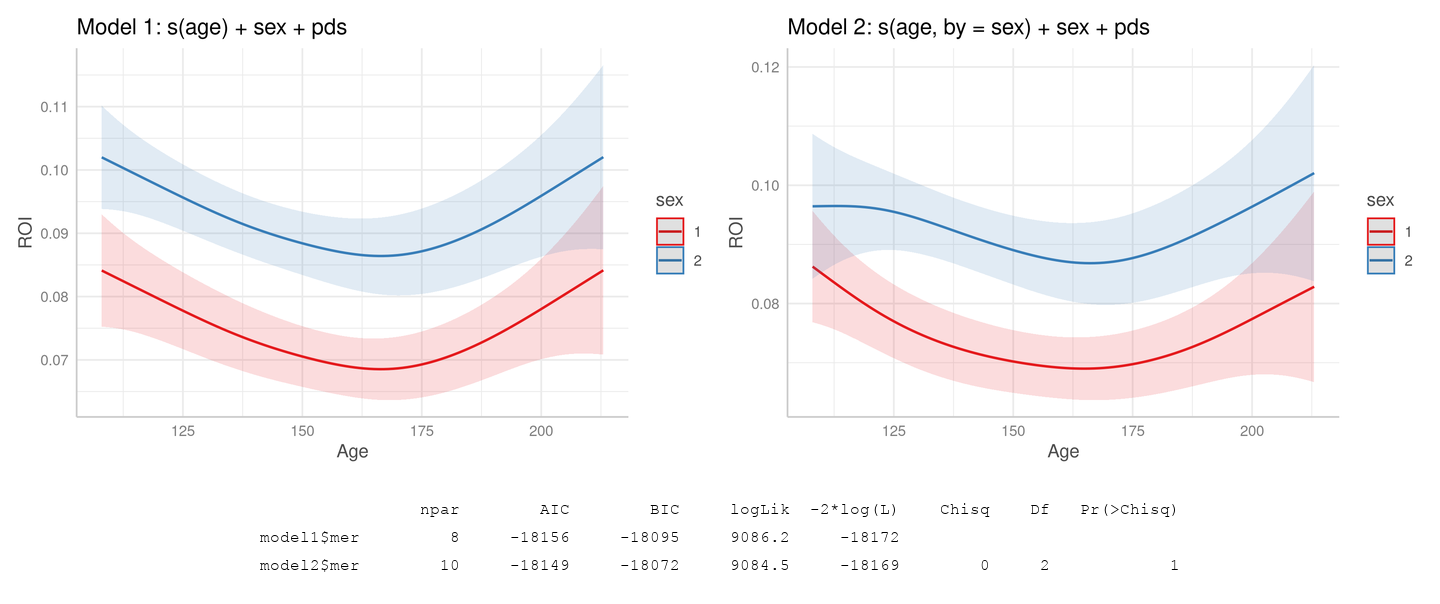 Model 1: s(age) + sex + pds
0.11
0.10
0.09
0.08
0.07
ROI
125 150 175 200
Age
sex
1
2
Model 2: s(age, by = sex) + sex + pds
0.12
0.10
0.08
ROI
125 150 175 200
Age
sex
1
2
npar AIC BIC logLik -2*log(L) Chisq Df Pr(>Chisq)
model1$mer 8 -18156 -18095 9086.2 -18172
model2$mer 10 -18149 -18072 9084.5 -18169 0 2 1